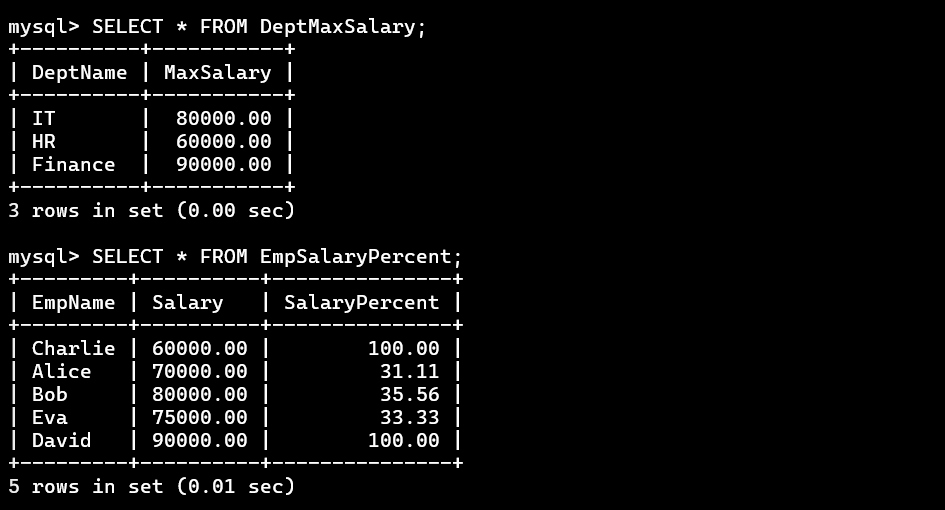 mysql> SELECT * FROM DeptMaxSalary;
+----------+-----------+
| DeptName | MaxSalary |
+----------+-----------+
| IT       |  80000.00 |
| HR       |  60000.00 |
| Finance  |  90000.00 |
+----------+-----------+
3 rows in set (0.00 sec)

mysql> SELECT * FROM EmpSalaryPercent;
+---------+----------+---------------+
| EmpName | Salary   | SalaryPercent |
+---------+----------+---------------+
| Charlie | 60000.00 |        100.00 |
| Alice   | 70000.00 |         31.11 |
| Bob     | 80000.00 |         35.56 |
| Eva     | 75000.00 |         33.33 |
| David   | 90000.00 |        100.00 |
+---------+----------+---------------+
5 rows in set (0.01 sec)